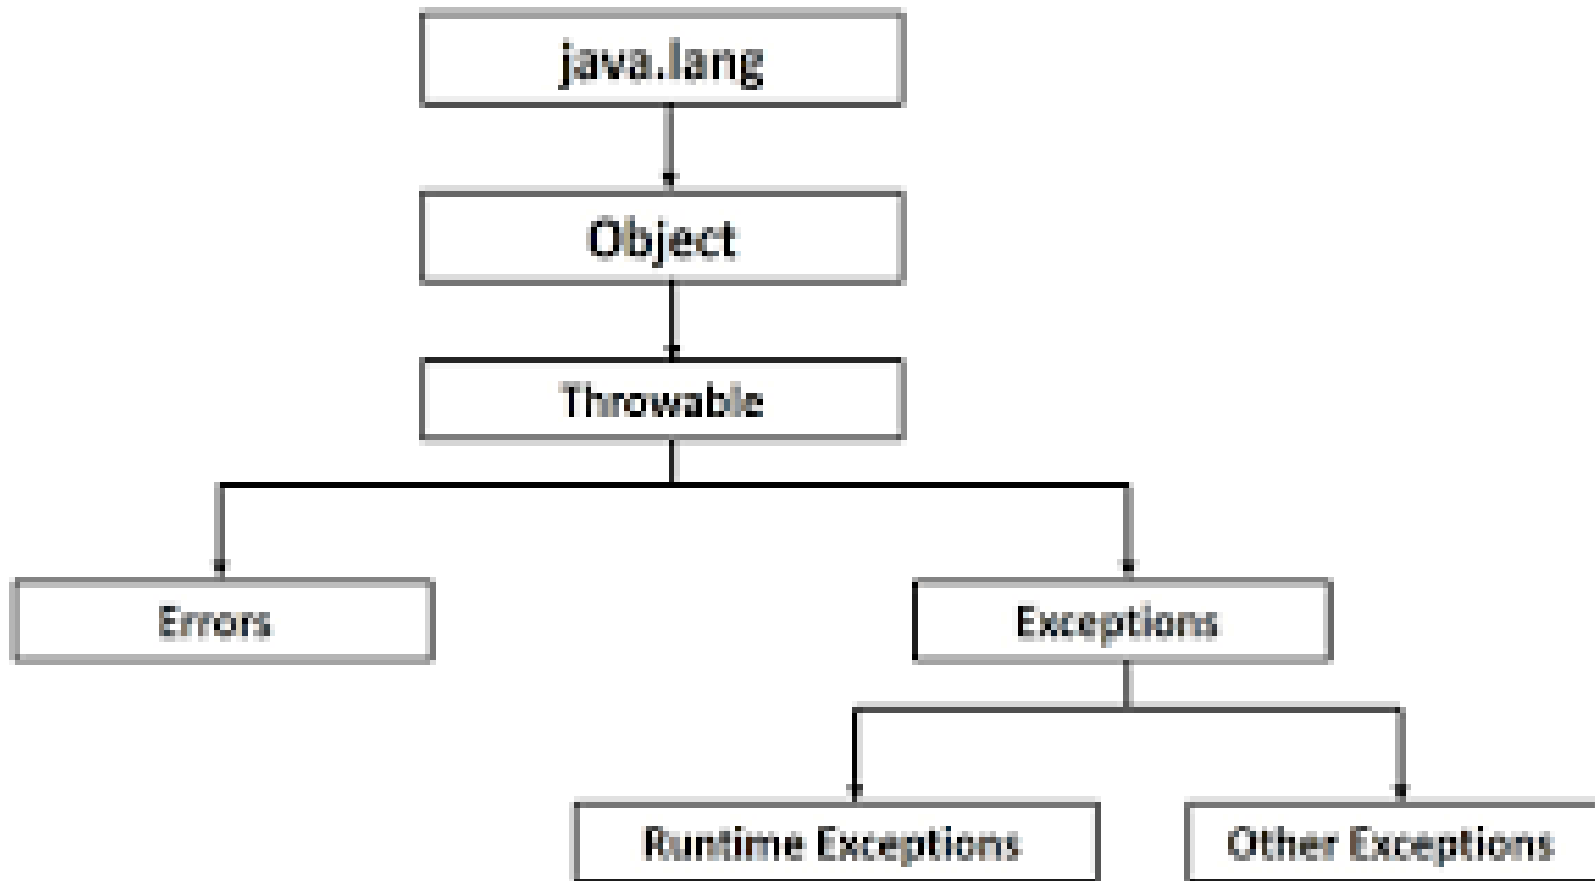 java.lang
Object
Throwable
Errors
Exceptions
Runtime Exceptions
Other Exceptions